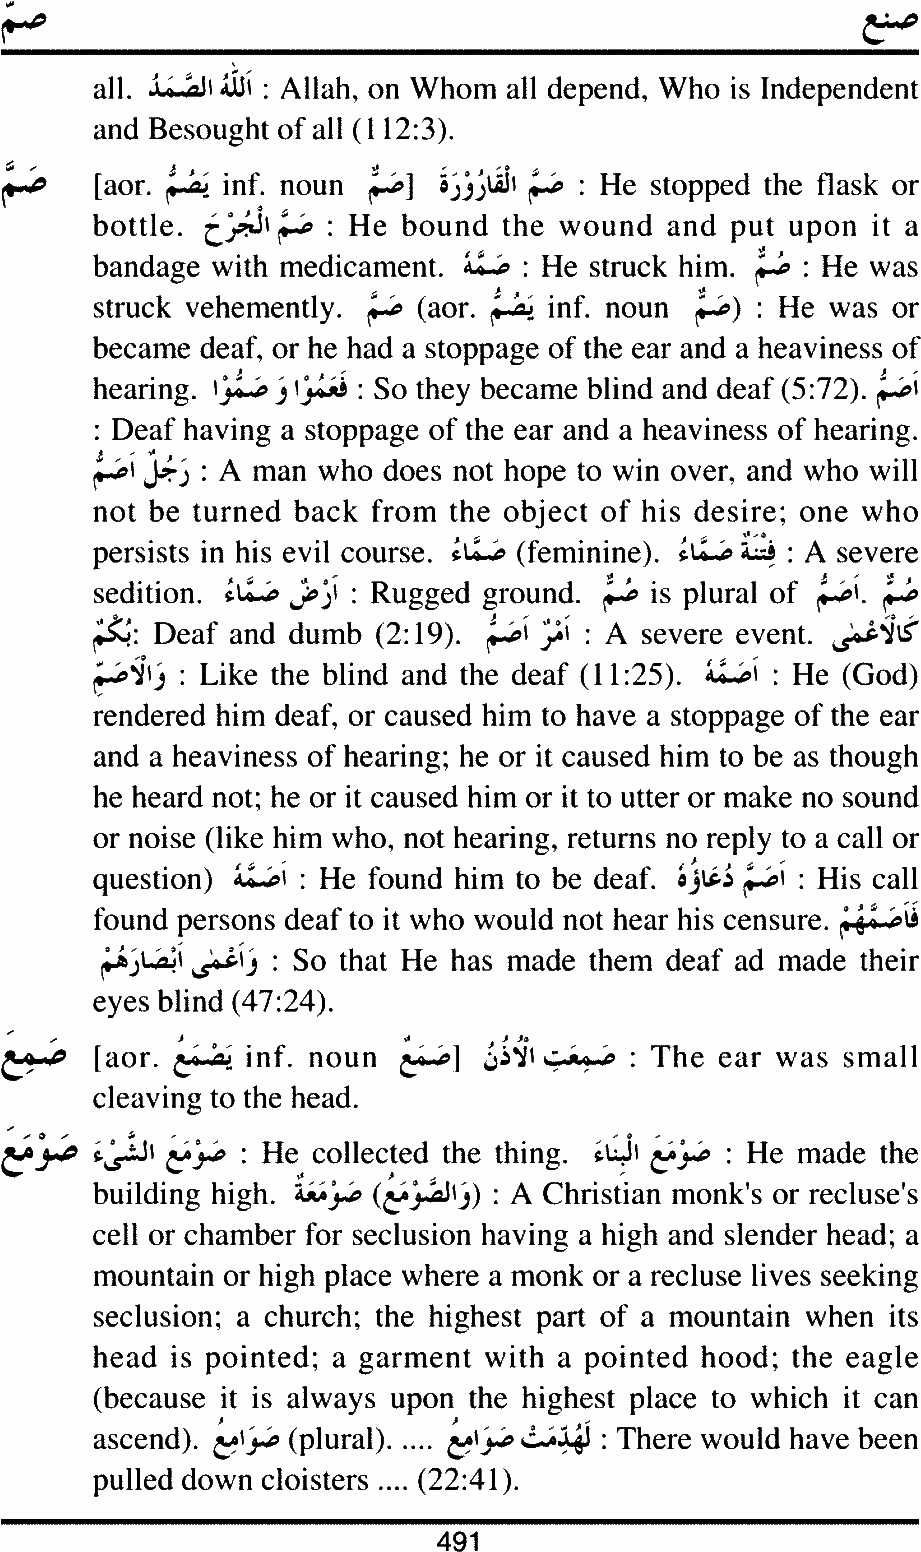 صمّ صنع
all. اَللّٰهُ الصَّمَدُ : Allah, on Whom all depend, Who is Independent
and Besought of all (112:3).
صَمَّ [aor. يَصُمُّ inf. noun صَمٌّ] صَمَّ الْقَارُوْرَةَ : He stopped the flask or
bottle. صَمَّ الْجُرْحَ : He bound the wound and put upon it a
bandage with medicament. صَمَّهُ : He struck him. صُمَّ : He was
struck vehemently. صَمَّ (aor. يَصَمُّ inf. noun صَمٌّ) : He was or
became deaf, or he had a stoppage of the ear and a heaviness of
hearing. فَعَمُوْا وَ صَمُّوْا : So they became blind and deaf (5:72). اَصَمُّ
: Deaf having a stoppage of the ear and a heaviness of hearing.
رَجُلٌ اَصَمُّ : A man who does not hope to win over, and who will
not be turned back from the object of his desire; one who
persists in his evil course. صَمَّاءُ (feminine). فِتْنَةٌ صَمَّاءُ : A severe
sedition. اَرْضٌ صَمَّاءُ : Rugged ground. صُمٌّ is plural of اَصَمُّ. صُمٌّ
بُكْمٌ: Deaf and dumb (2:19). اَمْرٌ اَصَمُّ : A severe event. كَالْاَعْمٰى
وَالْاَصَمِّ : Like the blind and the deaf (11:25). اَصَمَّهُ : He (God)
rendered him deaf, or caused him to have a stoppage of the ear
and a heaviness of hearing; he or it caused him to be as though
he heard not; he or it caused him or it to utter or make no sound
or noise (like him who, not hearing, returns no reply to a call or
question) اَصَمَّهُ : He found him to be deaf. اَصَمَّ دُعَاؤُهُ : His call
found persons deaf to it who would not hear his censure. فَاَصَمَّهُمْ
وَاَعْمٰى اَبْصَارَهُمْ : So that He has made them deaf ad made their
eyes blind (47:24).
صَمِعَ [aor. يَصْمَعُ inf. noun صَمَعٌ] صَمِعَتِ الْاُذُنُ : The ear was small
cleaving to the head.
صَوْمَعَ صَوْمَعَ الشَّيْءَ : He collected the thing. صَوْمَعَ الْبِنَاءَ : He made the
building high. صَوْمَعَةٌ (وَالصَّوْمَعُ) : A Christian monk's or recluse's
cell or chamber for seclusion having a high and slender head; a
mountain or high place where a monk or a recluse lives seeking
seclusion; a church; the highest part of a mountain when its
head is pointed; a garment with a pointed hood; the eagle
(because it is always upon the highest place to which it can
ascend). صَوَامِعُ (plural). .... لَهُدِّمَتْ صَوَامِعُ : There would have been
pulled down cloisters .... (22:41).
491